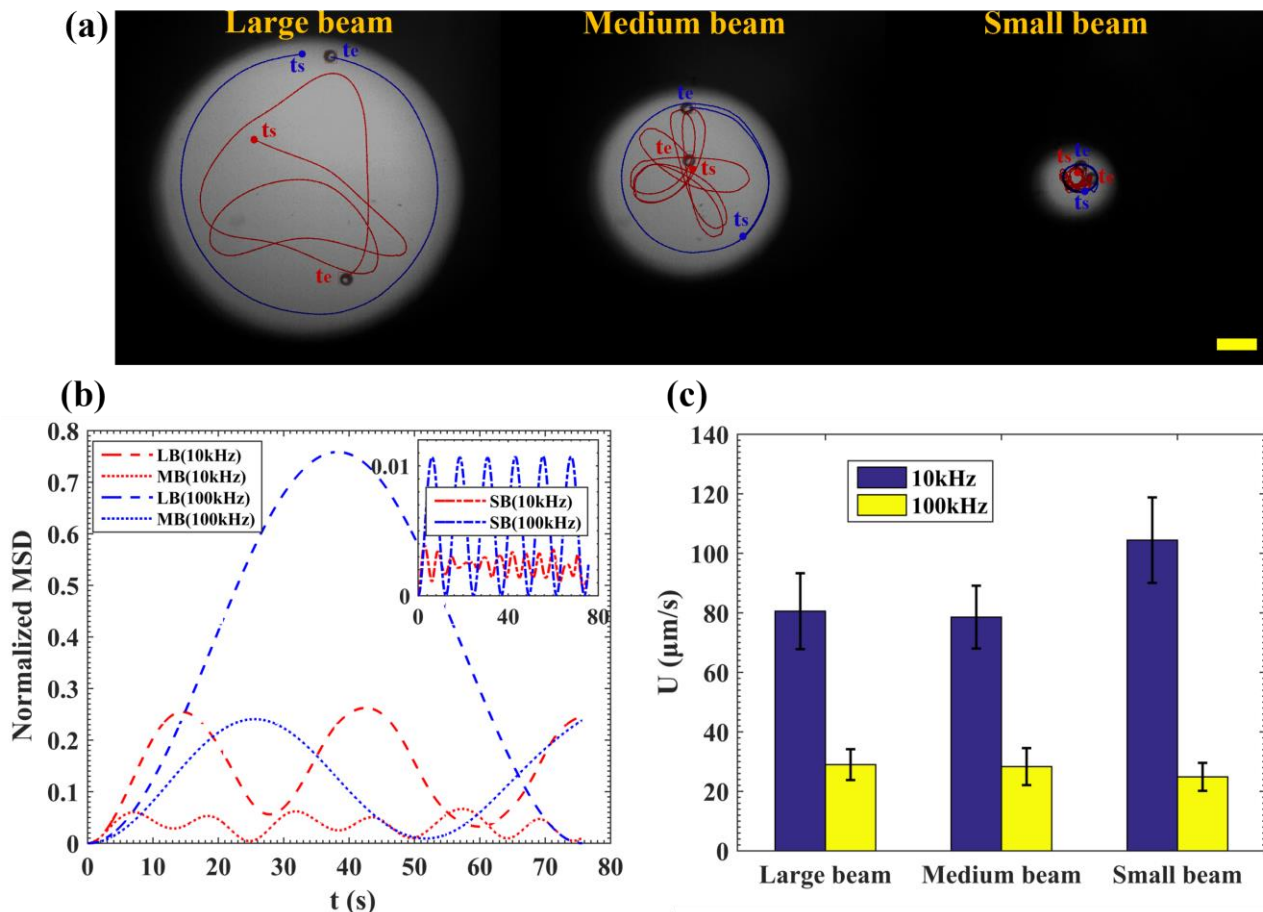 (a)
Large beam
Medium beam
Small beam
ts
te
ts
te
te
te
ts
ts
ts
te
ts
ts
(b)
Normalized MSD
0.8
0.7
0.6
0.5
0.4
0.3
0.2
0.1
0
LB(10kHz)
MB(10kHz)
LB(100kHz)
MB(100kHz)
0.01
0
SB(10kHz)
SB(100kHz)
0 40 80
0 10 20 30 40 50 60 70 80
t (s)
(c)
U (μm/s)
140
120
100
80
60
40
20
0
10kHz
100kHz
Large beam Medium beam Small beam